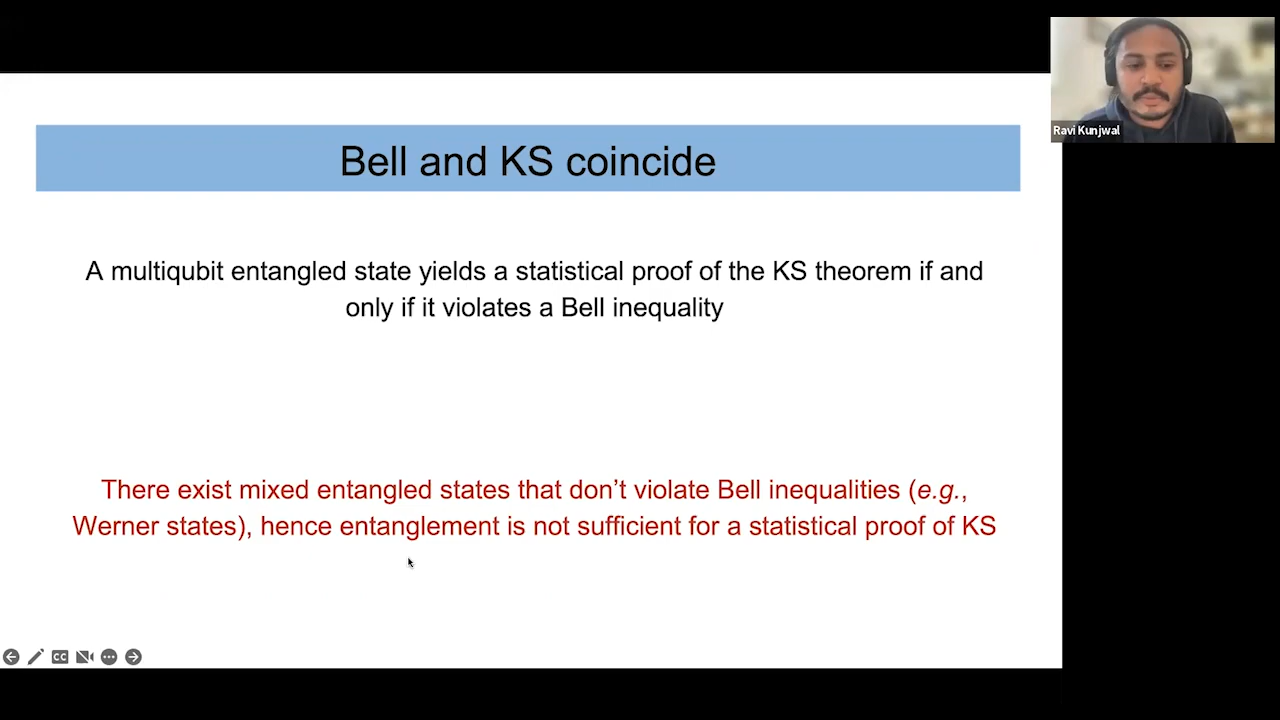 Bell and KS coincide
A multiqubit entangled state yields a statistical proof of the KS theorem if and
only if it violates a Bell inequality
There exist mixed entangled states that don’t violate Bell inequalities (e.g.,
Werner states), hence entanglement is not sufficient for a statistical proof of KS
Ravi Kunjwal
CC